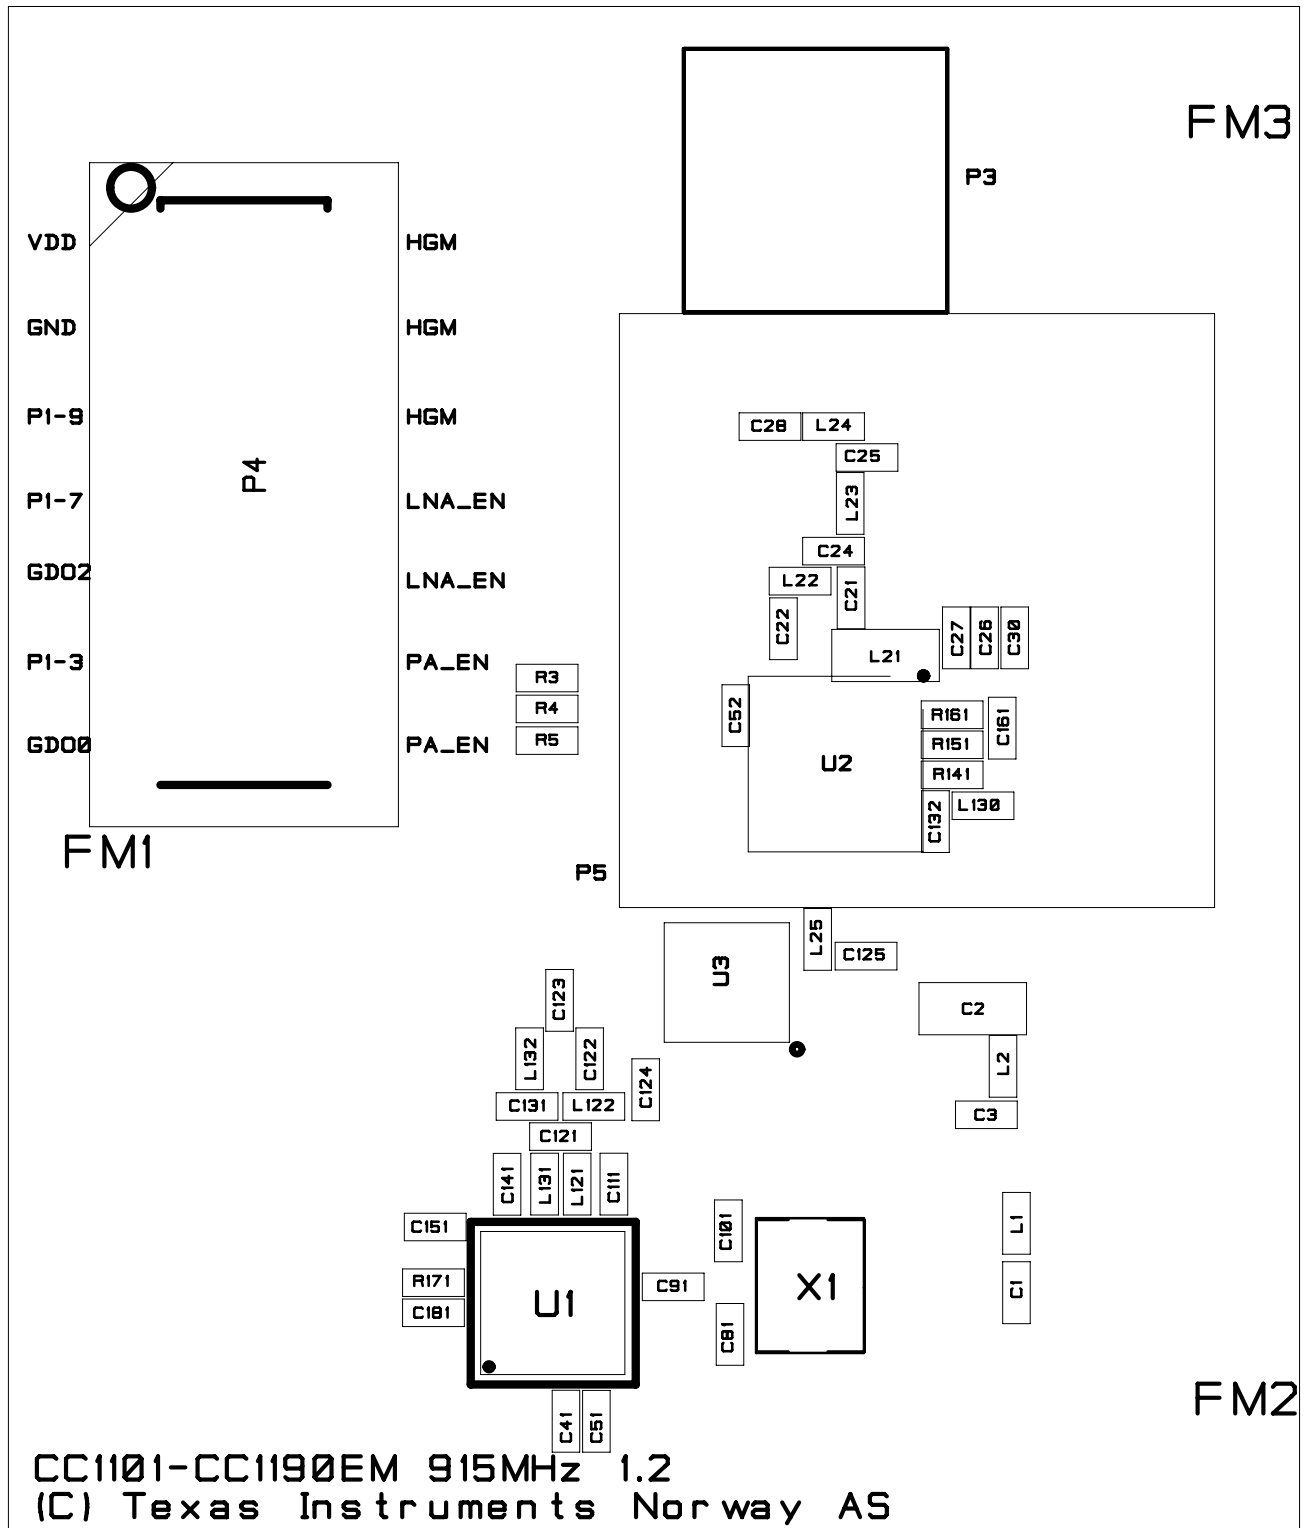 FM3
P3
VDD
HGM
GND
HGM
P1-9
HGM
C28
L24
C25
P4
P1-7
LNA_EN
L23
C24
GDO2
LNA_EN
L22
C21
C22
C27
C26
C30
L21
P1-3
PA_EN
R3
R4
R5
C52
R161
C161
GDO0
PA_EN
R151
U2
R141
L130
C132
FM1
P5
L25
C125
U3
C123
C2
L132
C122
L2
C124
C131
L122
C3
C121
C141
L131
L121
C111
C151
C101
L1
R171
C91
X1
C1
C181
U1
C81
FM2
C41
C51
CC1101-CC1190EM 915MHz 1.2
(C) Texas Instruments Norway AS